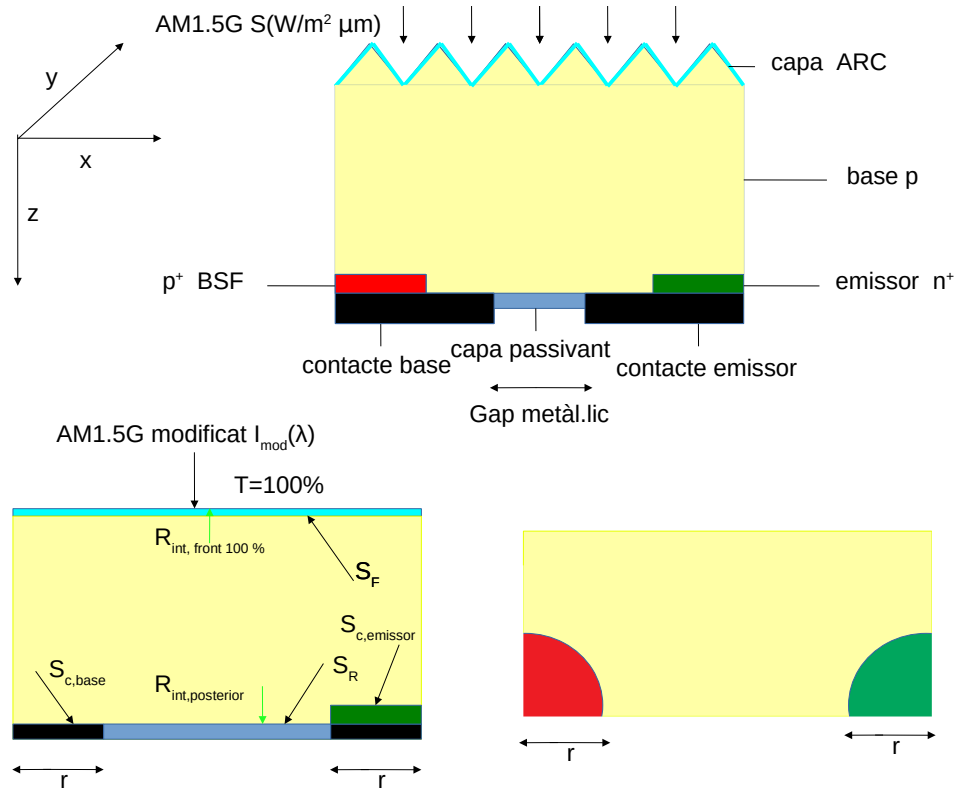 AM1.5G S(W/m² µm)
capa ARC
y
x
z
base p
p⁺ BSF
emissor n⁺
contacte base
capa passivant
contacte emissor
Gap metàl.lic
AM1.5G modificat I_mod(λ)
T=100%
R_int, front 100 %
S_F
S_c,emissor
S_c,base
R_int,posterior
S_R
r
r
r
r